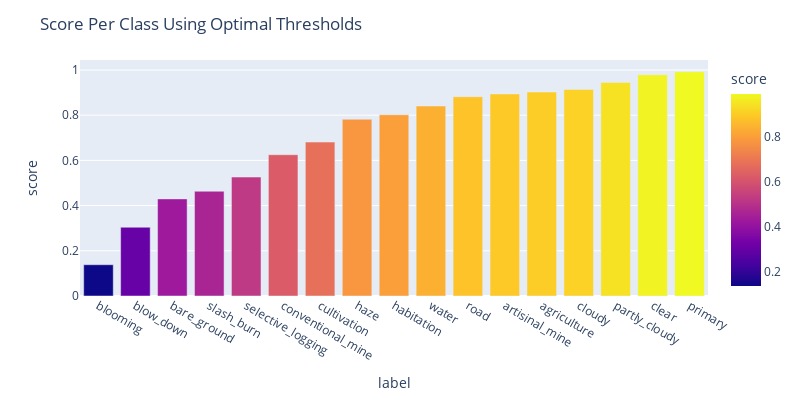 Score Per Class Using Optimal Thresholds
score
1
0.8
0.6
0.4
0.2
0
score
0.8
0.6
0.4
0.2
blooming
blow_down
bare_ground
slash_burn
selective_logging
conventional_mine
cultivation
haze
habitation
water
road
artisinal_mine
agriculture
cloudy
partly_cloudy
clear
primary
label